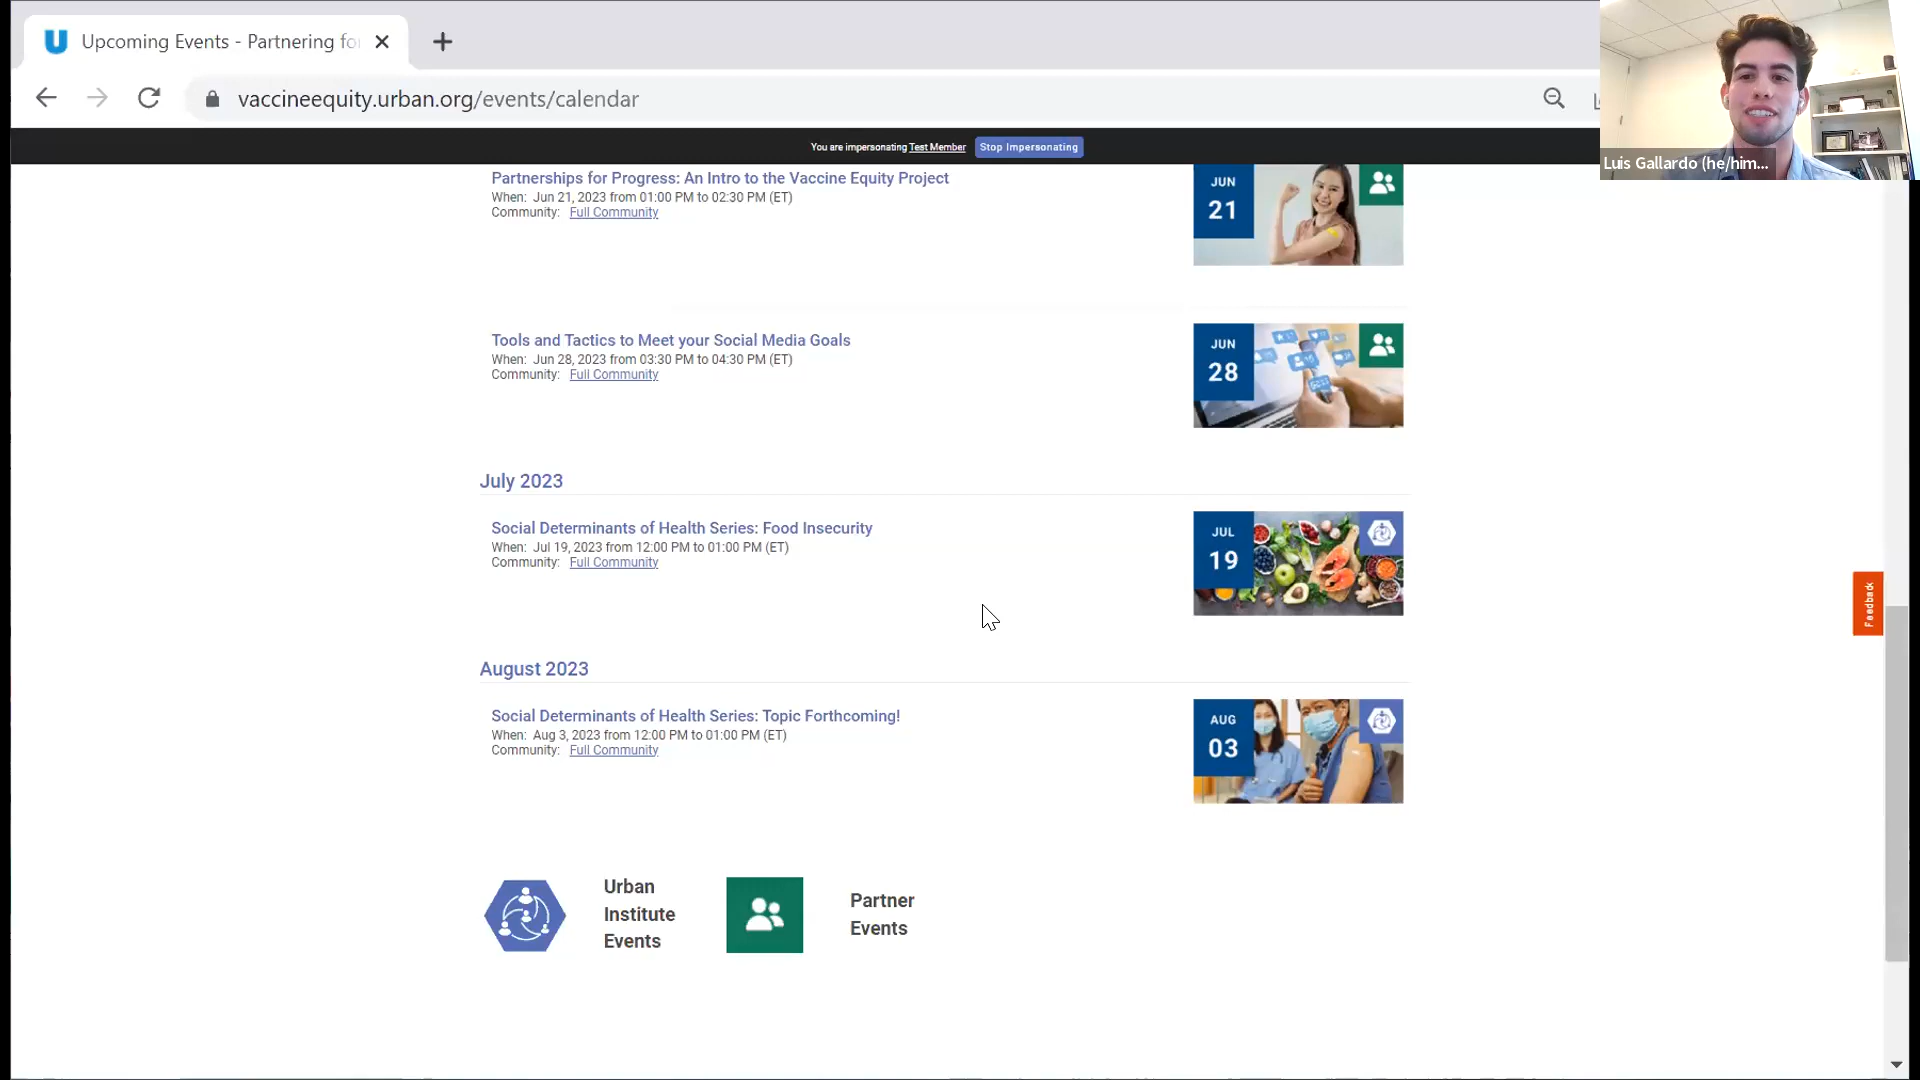 Upcoming Events - Partnering fo
vaccineequity.urban.org/events/calendar
Luis Gallardo (he/him...
You are impersonating Test Member Stop Impersonating
Partnerships for Progress: An Intro to the Vaccine Equity Project
When: Jun 21, 2023 from 01:00 PM to 02:30 PM (ET)
Community: Full Community
JUN
21
Tools and Tactics to Meet your Social Media Goals
When: Jun 28, 2023 from 03:30 PM to 04:30 PM (ET)
Community: Full Community
JUN
28
July 2023
Social Determinants of Health Series: Food Insecurity
When: Jul 19, 2023 from 12:00 PM to 01:00 PM (ET)
Community: Full Community
JUL
19
Feedback
August 2023
Social Determinants of Health Series: Topic Forthcoming!
When: Aug 3, 2023 from 12:00 PM to 01:00 PM (ET)
Community: Full Community
AUG
03
Urban
Institute
Events
Partner
Events